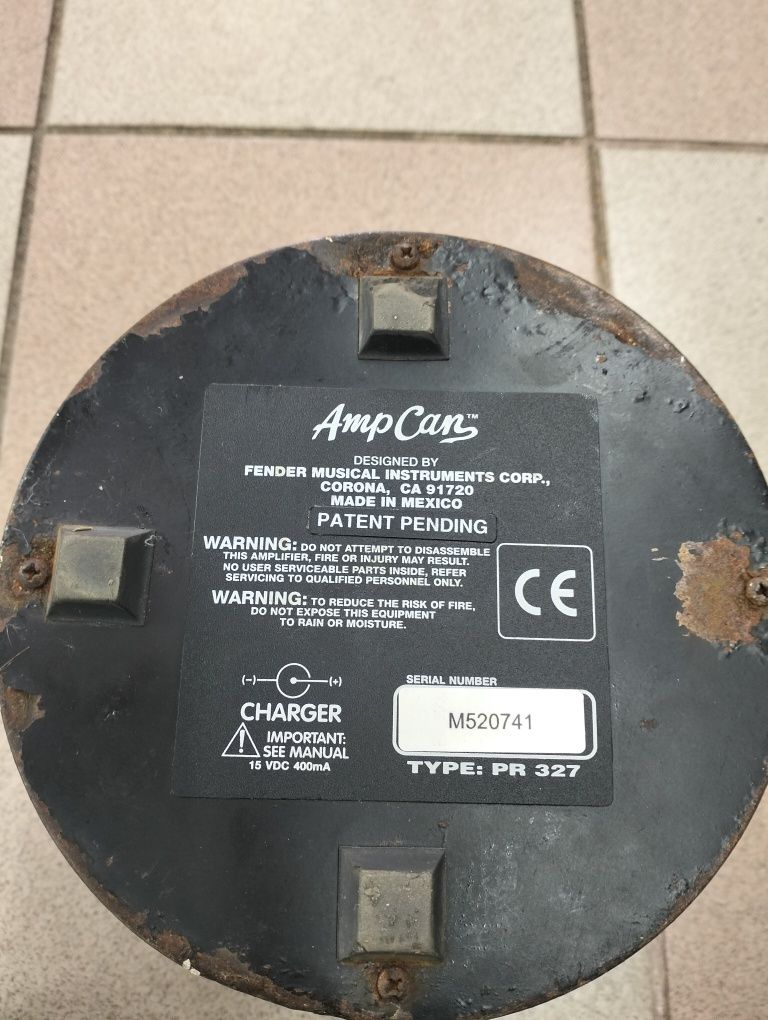 AmpCan™
DESIGNED BY
FENDER MUSICAL INSTRUMENTS CORP.,
CORONA, CA 91720
MADE IN MEXICO
PATENT PENDING
WARNING: DO NOT ATTEMPT TO DISASSEMBLE
THIS AMPLIFIER, FIRE OR INJURY MAY RESULT.
NO USER SERVICEABLE PARTS INSIDE, REFER
SERVICING TO QUALIFIED PERSONNEL ONLY.
WARNING: TO REDUCE THE RISK OF FIRE,
DO NOT EXPOSE THIS EQUIPMENT
TO RAIN OR MOISTURE.
CE
(-) (+)
CHARGER
! IMPORTANT:
SEE MANUAL
15 VDC 400mA
SERIAL NUMBER
M520741
TYPE: PR 327